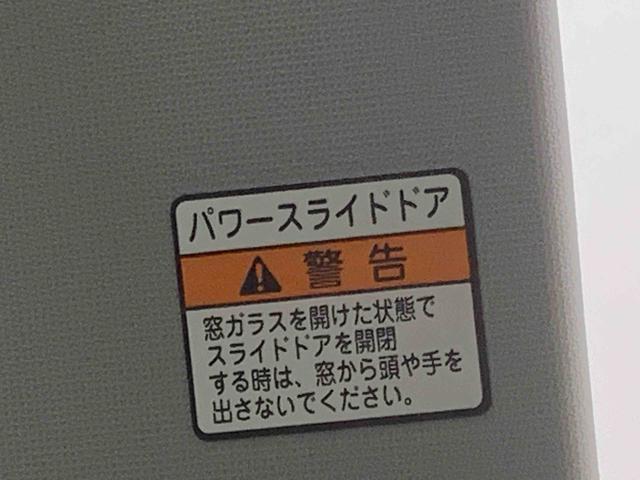 パワースライドドア
警告
窓ガラスを開けた状態で
スライドドアを開閉
する時は、窓から頭や手を
出さないでください。